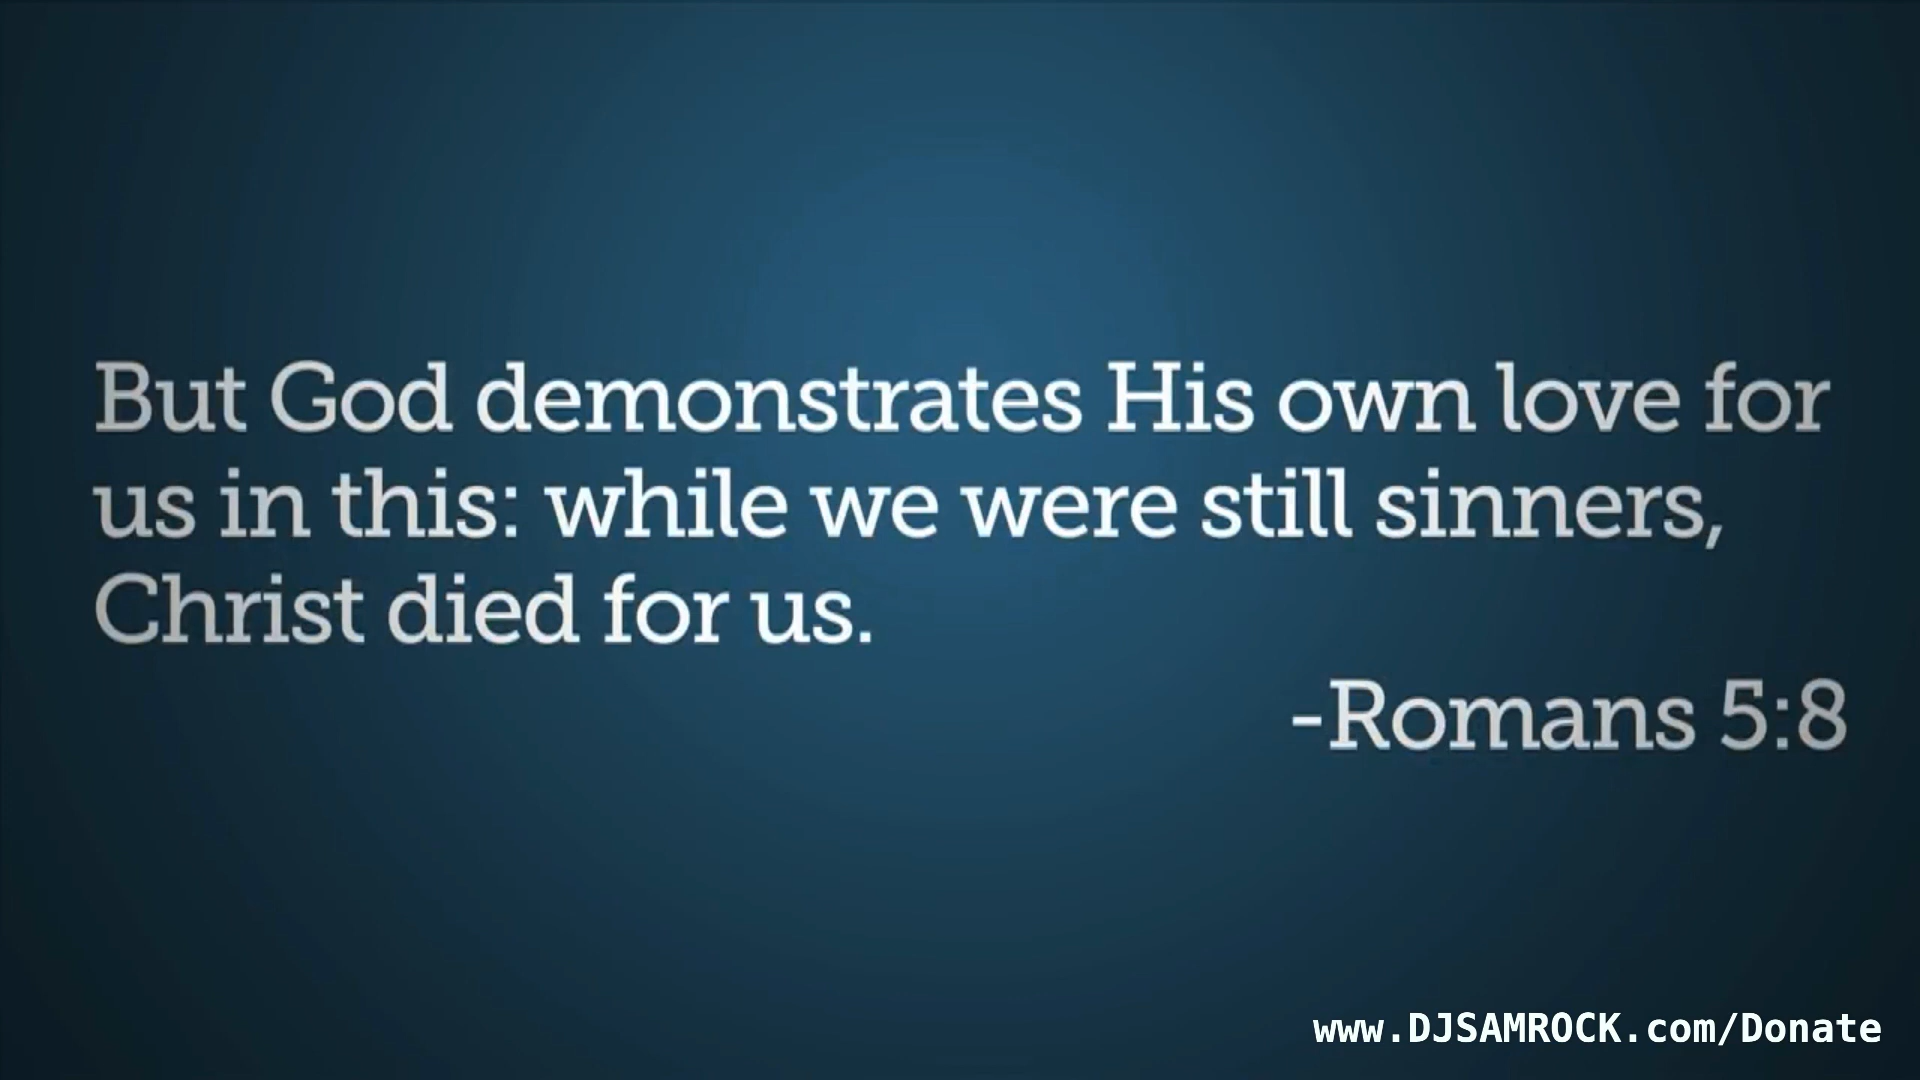 But God demonstrates His own love for
us in this: while we were still sinners,
Christ died for us.
-Romans 5:8
www.DJSAMROCK.com/Donate